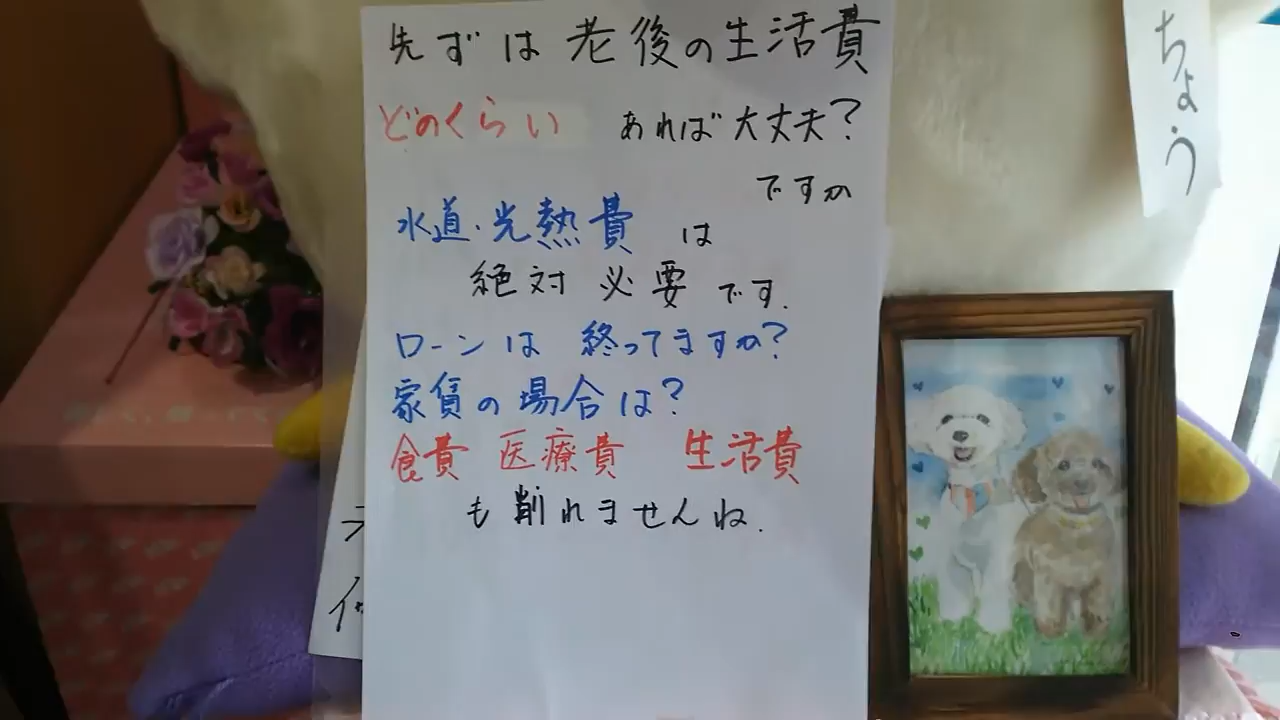 先ずは老後の生活費
どのくらい あれば大丈夫?
ですか
水道・光熱費 は
絶対 必要 です.
ローンは 終ってますか?
家賃の場合は?
食費 医療費 生活費
も削れませんね.
ちょう